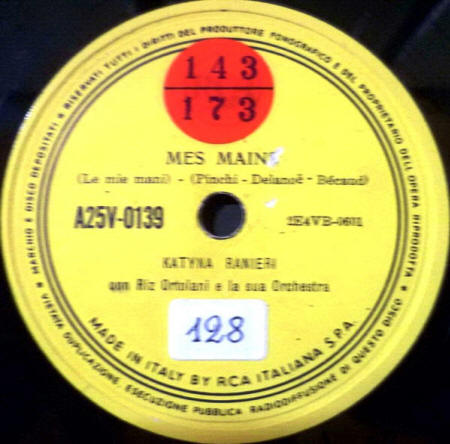 MARCHIO E DISCO DEPOSITATI ★ RISERVATI TUTTI I DIRITTI DEL PRODUTTORE FONOGRAFICO E DEL PROPRIETARIO DELL'OPERA RIPRODOTTA ★
143
173
MES MAINS
(Le mie mani) - (Pinchi - Delanoë - Bécaud)
A25V-0139
2E4VB-0601
KATYNA RANIERI
con Riz Ortolani e la sua Orchestra
128
MADE IN ITALY BY RCA ITALIANA S.P.A.
★ VIETATA DUPLICAZIONE, ESECUZIONE PUBBLICA RADIODIFFUSIONE DI QUESTO DISCO ★